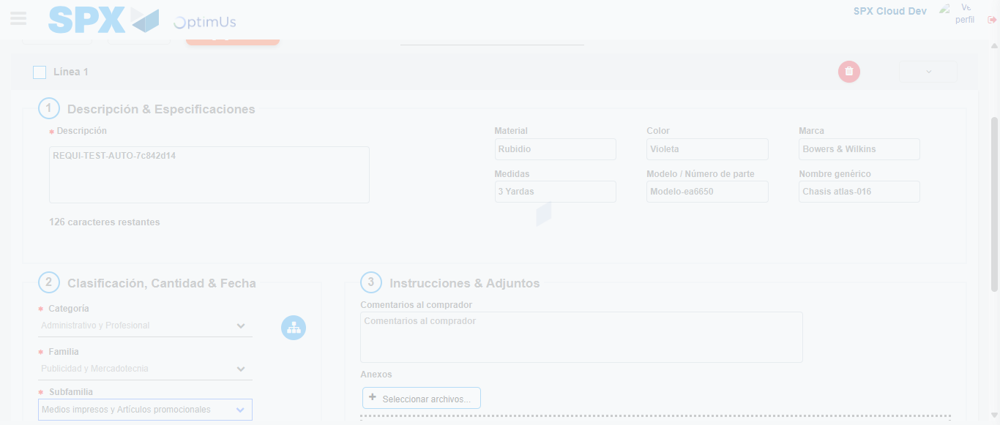 SPX
OptimUs
SPX Cloud Dev
perfil
Línea 1
1 Descripción & Especificaciones
* Descripción
Material
Color
Marca
REQUI-TEST-AUTO-7c842d14
Rubidio
Violeta
Bowers & Wilkins
Medidas
Modelo / Número de parte
Nombre genérico
3 Yardas
Modelo-ea6650
Chasis atlas-016
126 caracteres restantes
2 Clasificación, Cantidad & Fecha
* Categoría
Administrativo y Profesional
* Familia
Publicidad y Mercadotecnia
* Subfamilia
Medios impresos y Artículos promocionales
3 Instrucciones & Adjuntos
Comentarios al comprador
Comentarios al comprador
Anexos
+ Seleccionar archivos...